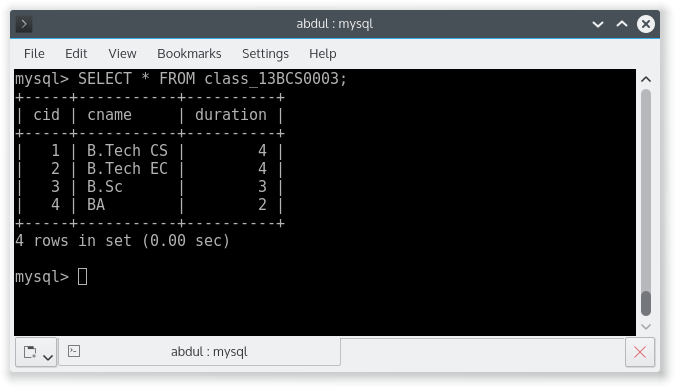 abdul : mysql
File Edit View Bookmarks Settings Help
mysql> SELECT * FROM class_13BCS0003;
+-----+-----------+----------+
| cid | cname     | duration |
+-----+-----------+----------+
|   1 | B.Tech CS |        4 |
|   2 | B.Tech EC |        4 |
|   3 | B.Sc      |        3 |
|   4 | BA        |        2 |
+-----+-----------+----------+
4 rows in set (0.00 sec)
mysql>
abdul : mysql